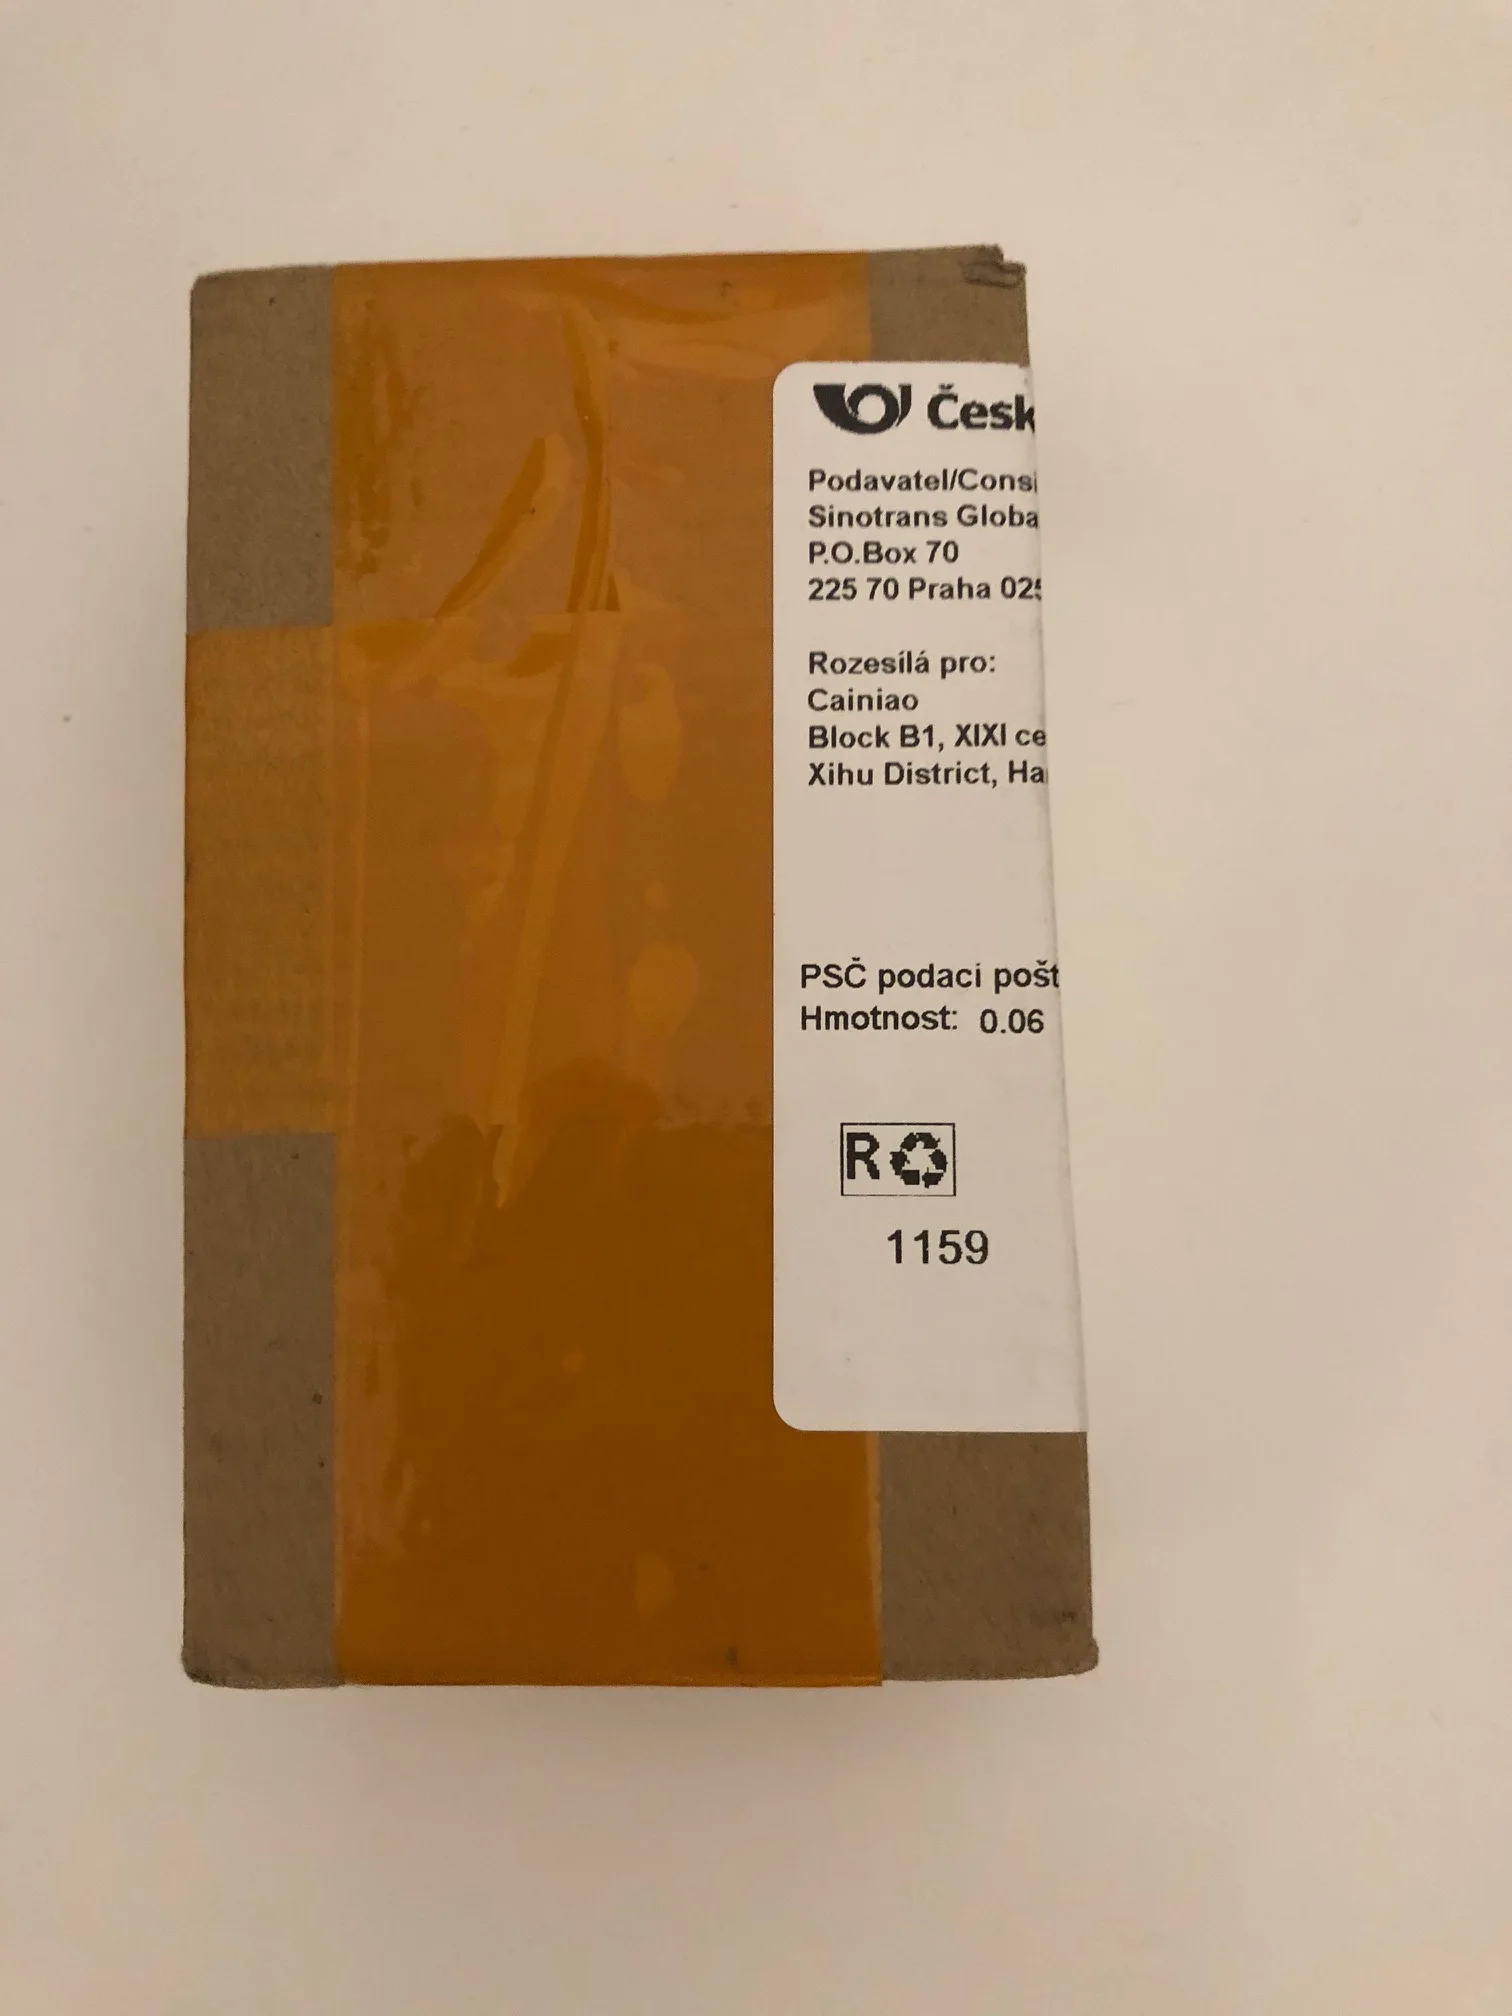 Česk
Podavatel/Consi
Sinotrans Globa
P.O.Box 70
225 70 Praha 025
Rozesílá pro:
Cainiao
Block B1, XIXI ce
Xihu District, Ha
PSČ podací pošt
Hmotnost: 0.06
R
1159